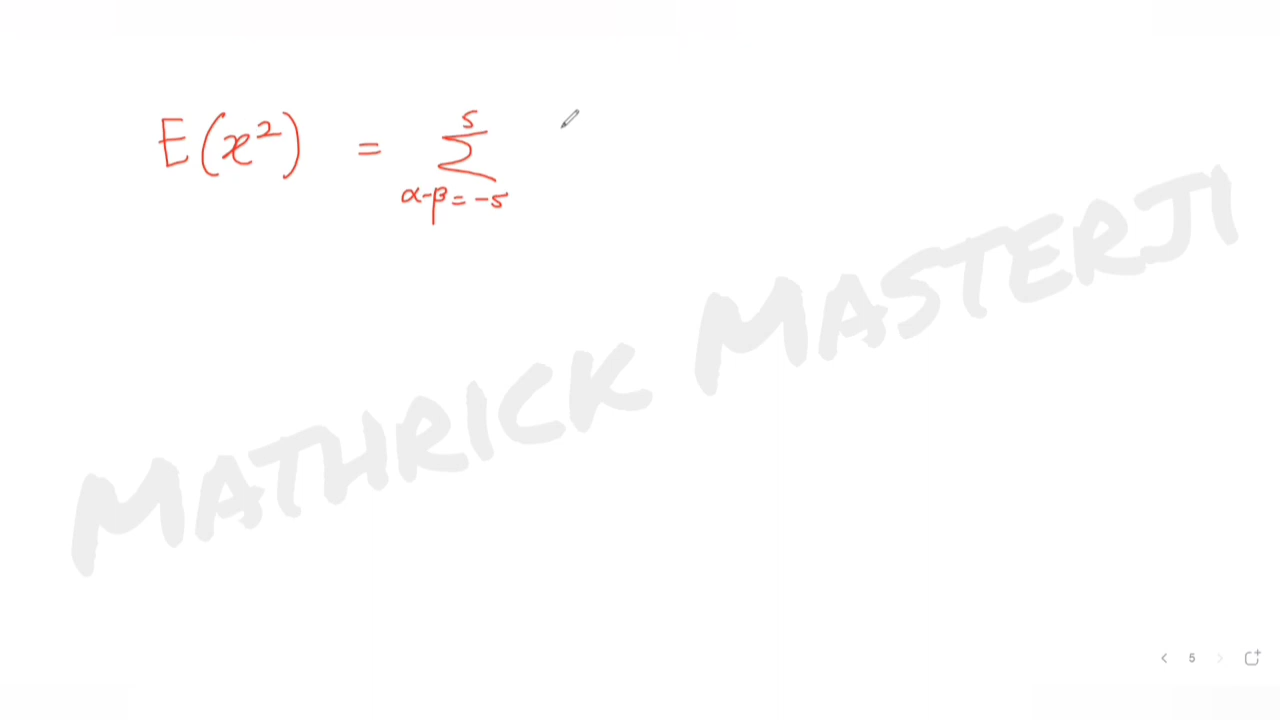 E(x²) = 5∑α-β=-5
MATHRICK MASTERJI
< 5 >